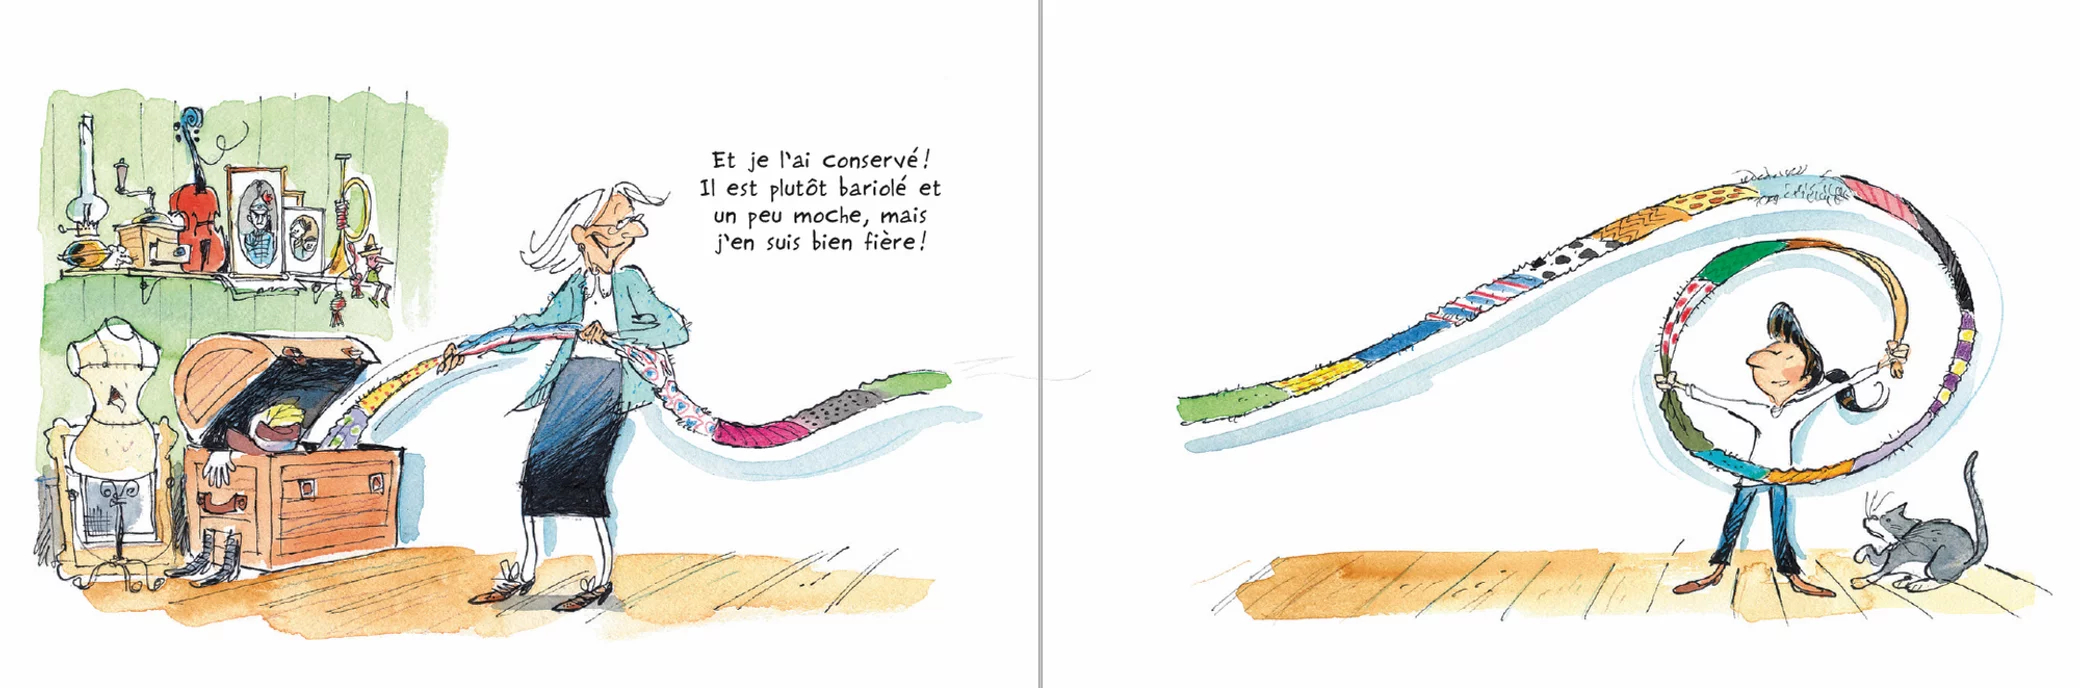 Et je l'ai conservé!
Il est plutôt bariolé et
un peu moche, mais
j'en suis bien fière!